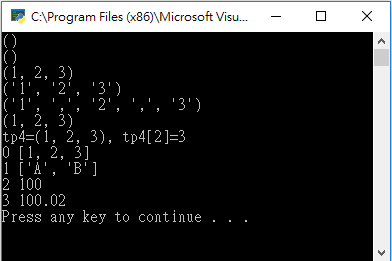 C:\Program Files (x86)\Microsoft Visu...
()
()
(1, 2, 3)
('1', '2', '3')
('1', ',', '2', ',', '3')
(1, 2, 3)
tp4=(1, 2, 3), tp4[2]=3
0 [1, 2, 3]
1 ['A', 'B']
2 100
3 100.02
Press any key to continue . . .